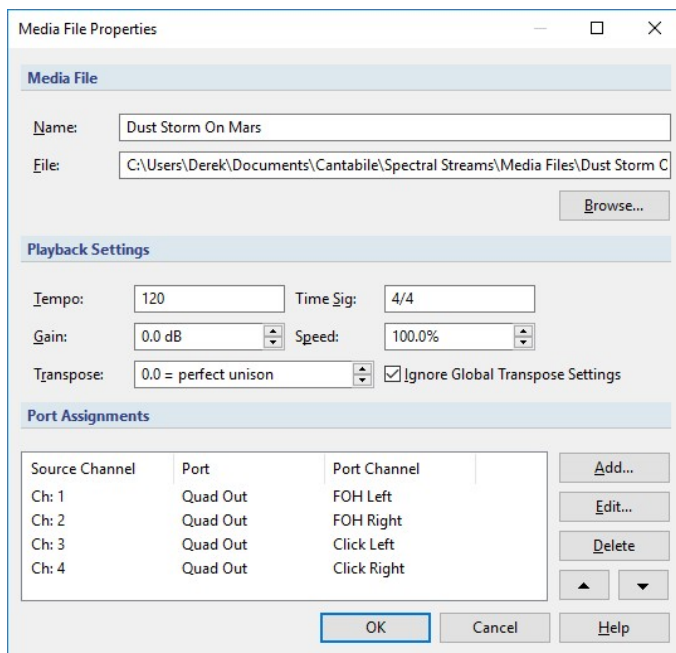 Media File Properties
Media File
Name: Dust Storm On Mars
File: C:\Users\Derek\Documents\Cantabile\Spectral Streams\Media Files\Dust Storm C
Browse...
Playback Settings
Tempo: 120 Time Sig: 4/4
Gain: 0.0 dB Speed: 100.0%
Transpose: 0.0 = perfect unison Ignore Global Transpose Settings
Port Assignments
Source Channel Port Port Channel Add...
Ch: 1 Quad Out FOH Left
Ch: 2 Quad Out FOH Right Edit...
Ch: 3 Quad Out Click Left Delete
Ch: 4 Quad Out Click Right
OK Cancel Help